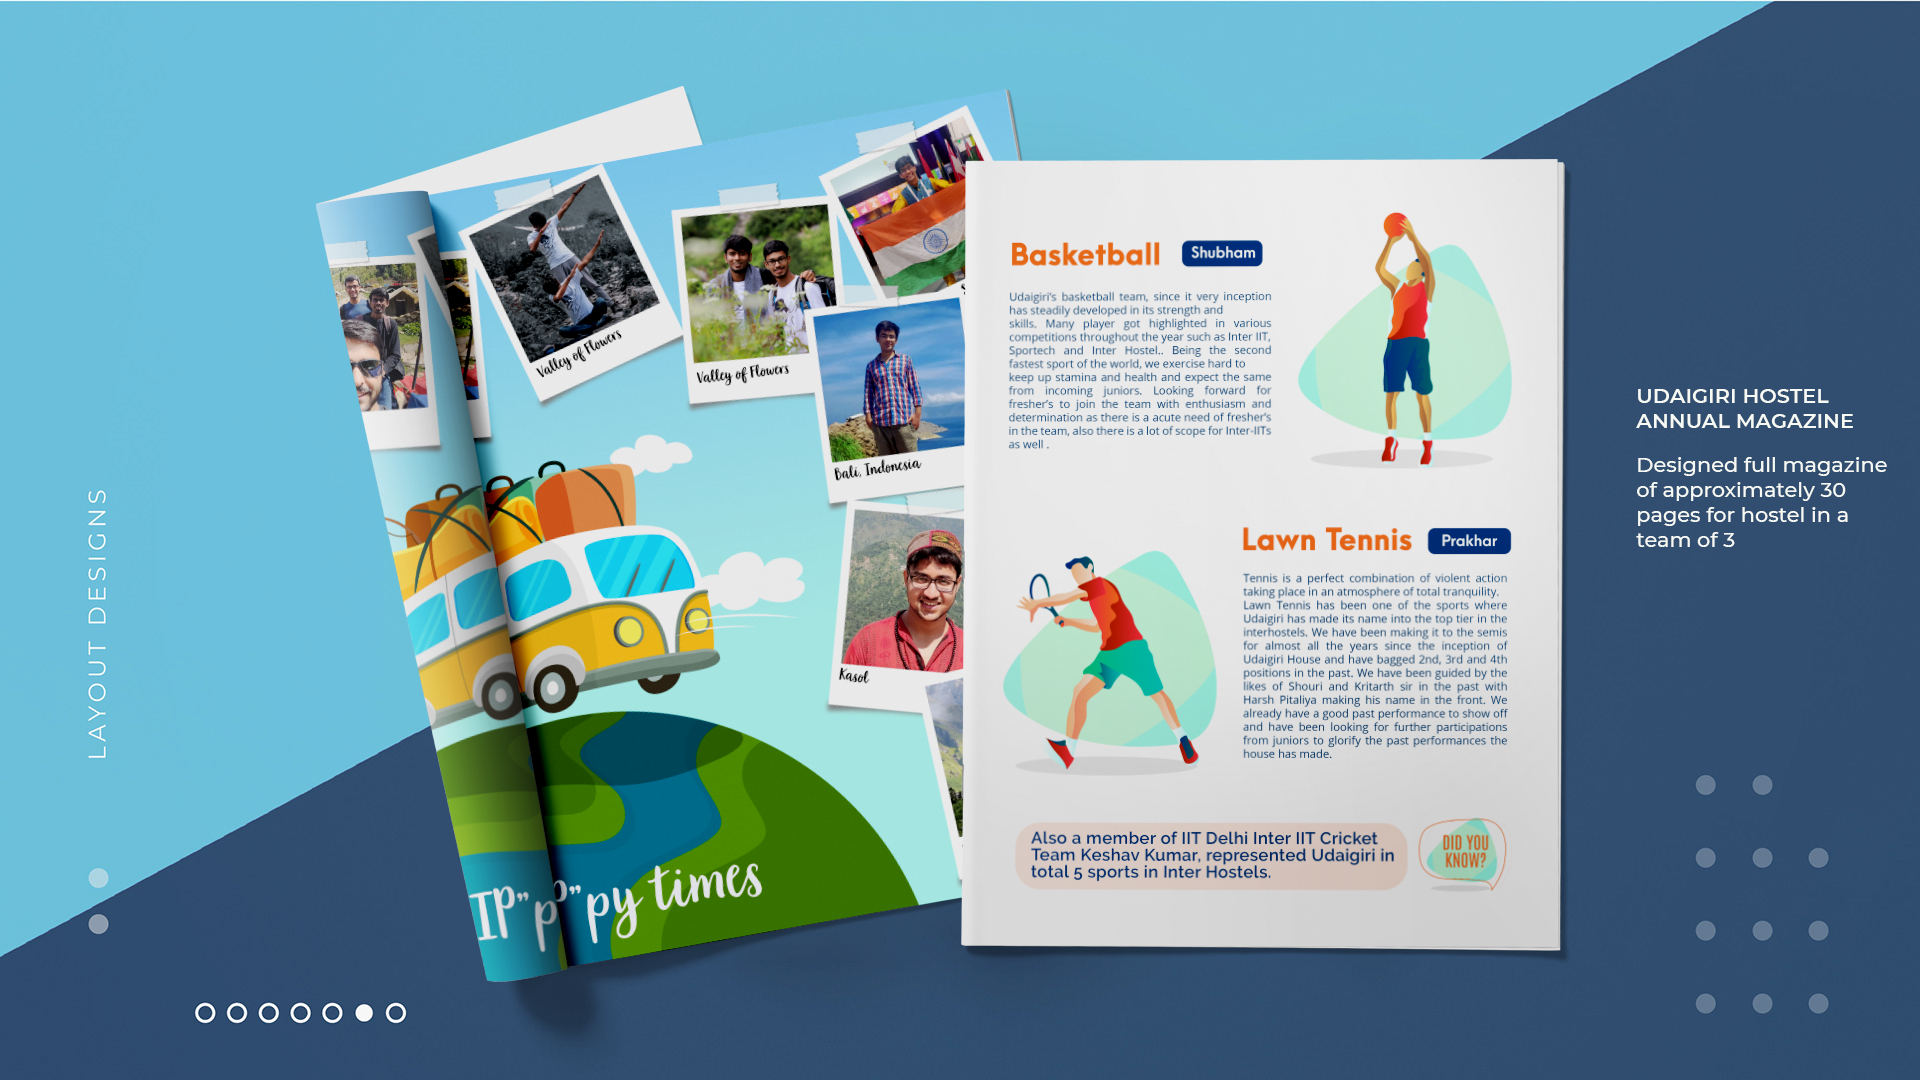 LAYOUT DESIGNS
Valley of Flowers
Valley of Flowers
Bali, Indonesia
Kasol
py times
Basketball
Shubham
Udaigiri's basketball team, since it very inception
has steadily developed in its strength and
skills. Many player got highlighted in various
competitions throughout the year such as Inter IIT,
Sportech and Inter Hostel.. Being the second
fastest sport of the world, we exercise hard to
keep up stamina and health and expect the same
from incoming juniors. Looking forward for
fresher's to join the team with enthusiasm and
determination as there is a acute need of fresher's
in the team, also there is a lot of scope for Inter-IITs
as well .
Lawn Tennis
Prakhar
Tennis is a perfect combination of violent action
taking place in an atmosphere of total tranquility.
Lawn Tennis has been one of the sports where
Udaigiri has made its name into the top tier in the
interhostels. We have been making it to the semis
for almost all the years since the inception of
Udaigiri House and have bagged 2nd, 3rd and 4th
positions in the past. We have been guided by the
likes of Shouri and Kritarth sir in the past with
Harsh Pitaliya making his name in the front. We
already have a good past performance to show off
and have been looking for further participations
from juniors to glorify the past performances the
house has made.
Also a member of IIT Delhi Inter IIT Cricket
Team Keshav Kumar, represented Udaigiri in
total 5 sports in Inter Hostels.
DID YOU
KNOW?
UDAIGIRI HOSTEL
ANNUAL MAGAZINE
Designed full magazine
of approximately 30
pages for hostel in a
team of 3